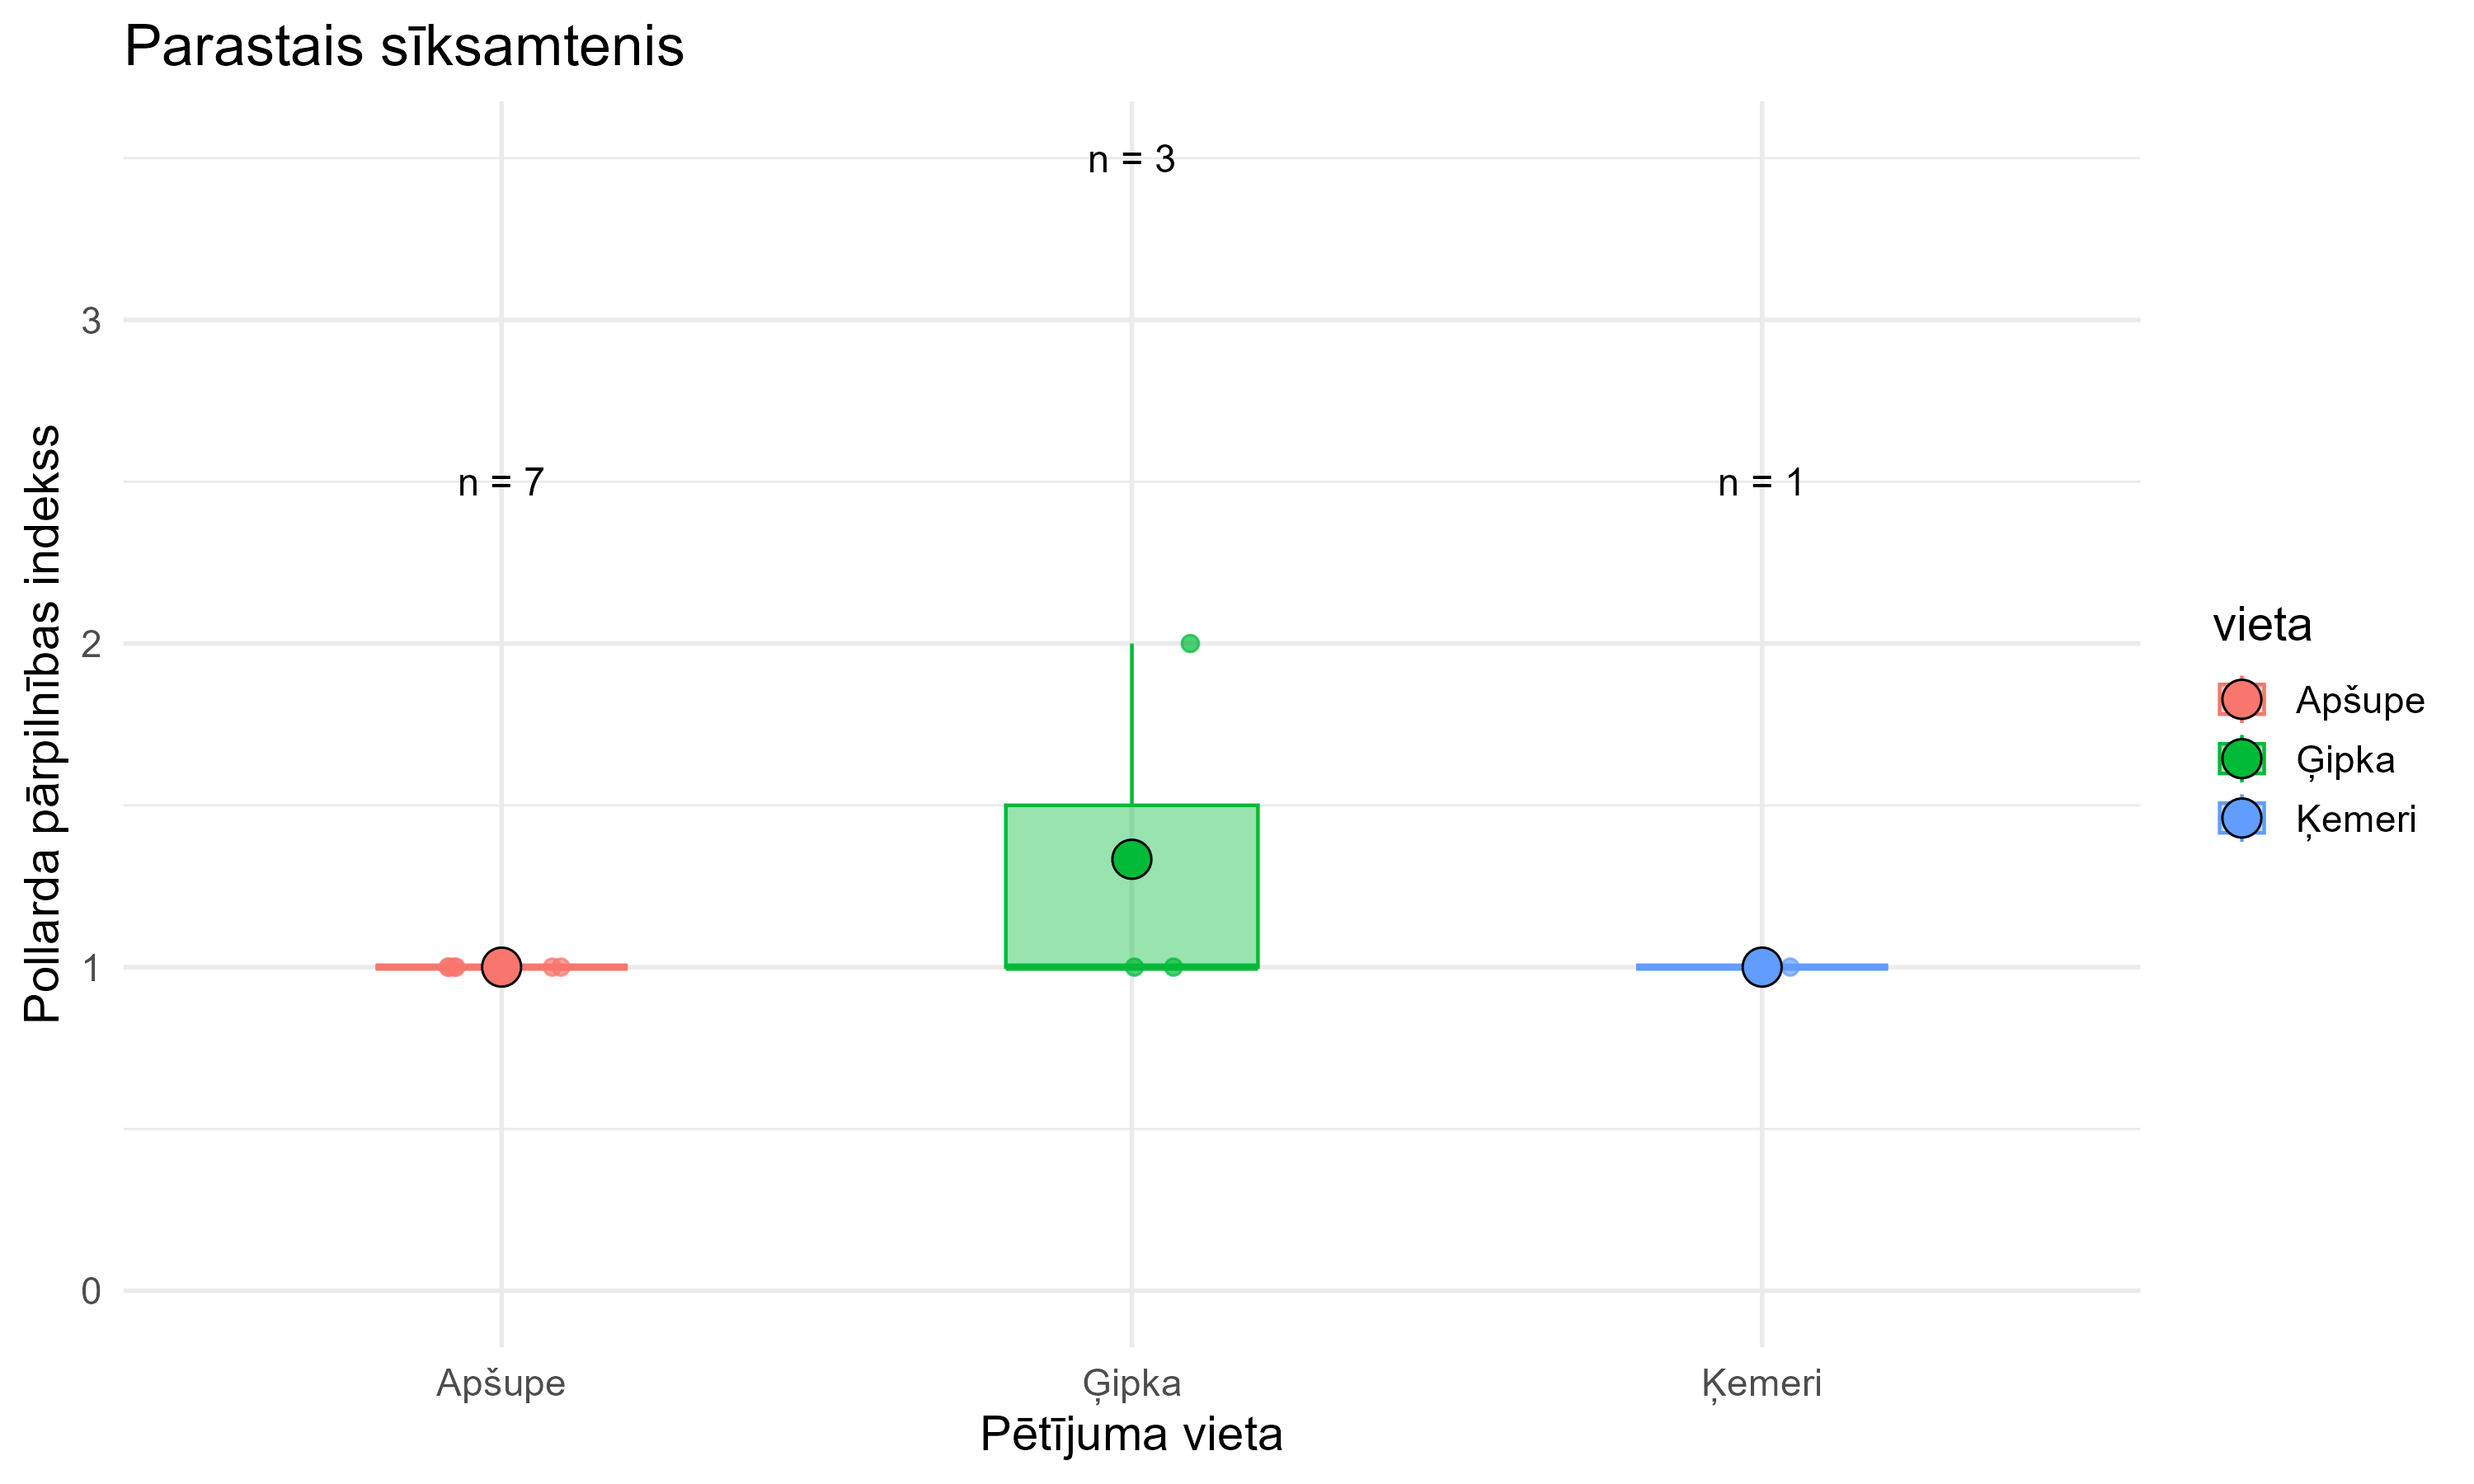 Parastais sīksamtenis
n = 3
3
n = 7
n = 1
2
1
0
Pollarda pārpilnības indekss
Apšupe
Ģipka
Ķemeri
Pētījuma vieta
vieta
Apšupe
Ģipka
Ķemeri